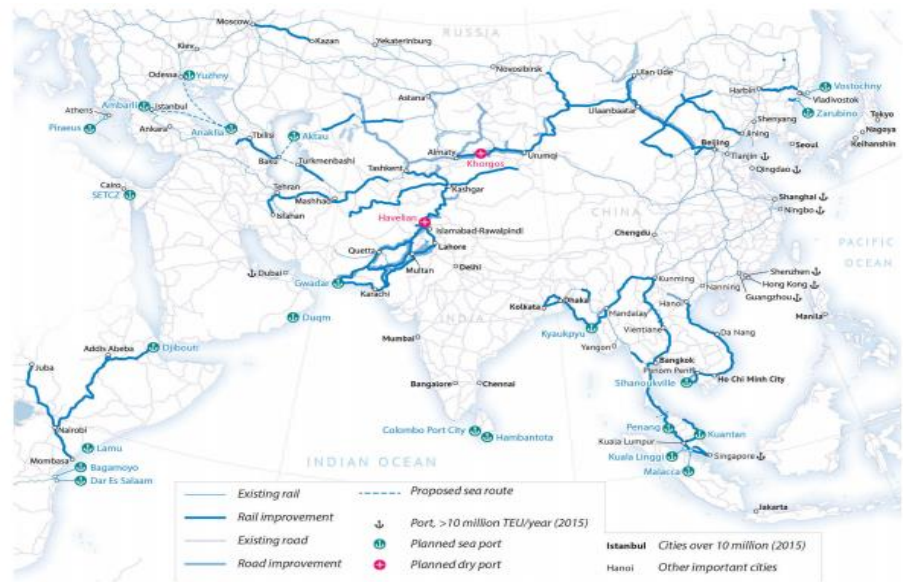 Moscow
RUSSIA
Kazan
Yekaterinburg
Kiev
Novosibirsk
Ulan Ude
Odessa
Yuzhny
Astana
Harbin
Vostochny
Vladivostok
Ambarli
Istanbul
Ulaanbaatar
Zarubino
Athens
Shenyang
Tokyo
Piraeus
Ankara
Anaklia
Aktau
Tbilisi
Almaty
Khorgos
Urumqi
Jining
Nagoya
Beijing
Seoul
Keihanshin
Baku
Turkmenbashi
Tashkent
Tianjin
Qingdao
Cairo
Tehran
Kashgar
SETCZ
Mashhad
Shanghai
Isfahan
Havelian
Ningbo
Islamabad-Rawalpindi
CHINA
Chengdu
Quetta
Lahore
PACIFIC
OCEAN
Dubai
Multan
Delhi
Gwadar
Karachi
Kunming
Shenzhen
Hong Kong
Nanning
Guangzhou
Kolkata
Dhaka
Hanoi
Duqm
INDIA
Mandalay
Manila
Kyaukpyu
Vientiane
Da Nang
Mumbai
Yangon
Djibouti
Addis Abeba
Bangkok
Juba
Pnnom Penh
Bangalore
Chennai
Sihanoukville
Ho Chi Minh City
Nairobi
Colombo Port City
Hambantota
Penang
Kuantan
Kuala Lumpur
Lamu
Mombasa
Kuala Linggi
Singapore
Bagamoyo
INDIAN OCEAN
Malacca
Dar Es Salaam
Jakarta
Existing rail
Proposed sea route
Rail improvement
Port, >10 million TEU/year (2015)
Existing road
Planned sea port
Istanbul Cities over 10 million (2015)
Road improvement
Planned dry port
Hanoi Other important cities